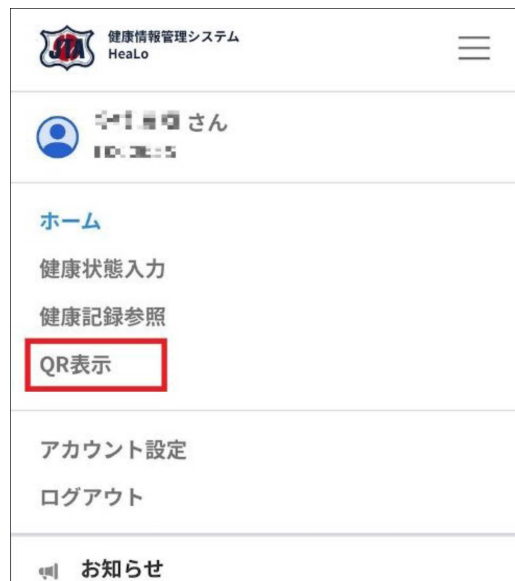 JTA
健康情報管理システム
HeaLo
さん
ホーム
健康状態入力
健康記録参照
QR表示
アカウント設定
ログアウト
お知らせ